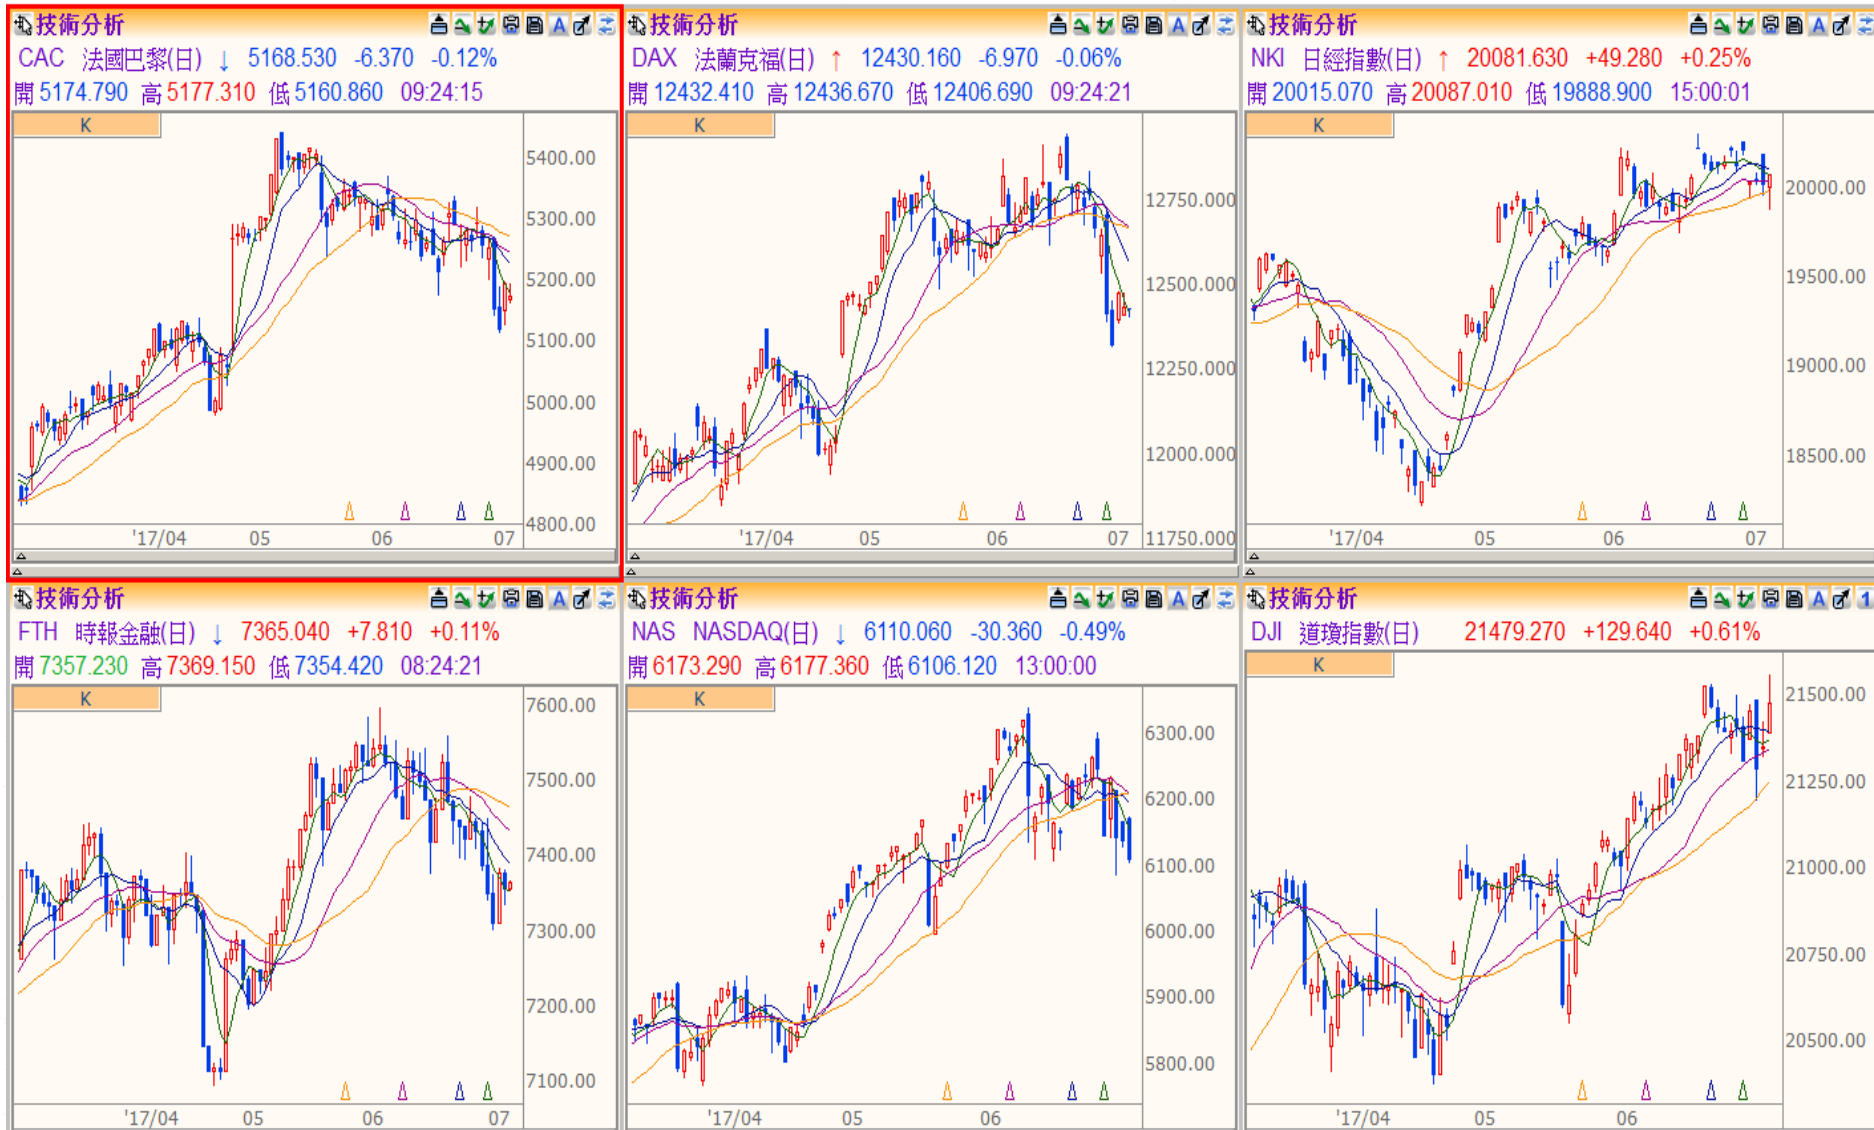 技術分析
CAC 法國巴黎(日) ↓ 5168.530 -6.370 -0.12%
開 5174.790 高 5177.310 低 5160.860 09:24:15
K
5400.00
5300.00
5200.00
5100.00
5000.00
4900.00
4800.00
'17/04 05 06 07
技術分析
DAX 法蘭克福(日) ↑ 12430.160 -6.970 -0.06%
開 12432.410 高 12436.670 低 12406.690 09:24:21
K
12750.000
12500.000
12250.000
12000.000
11750.000
'17/04 05 06 07
技術分析
NKI 日經指數(日) ↑ 20081.630 +49.280 +0.25%
開 20015.070 高 20087.010 低 19888.900 15:00:01
K
20000.00
19500.00
19000.00
18500.00
'17/04 05 06 07
技術分析
FTH 時報金融(日) ↓ 7365.040 +7.810 +0.11%
開 7357.230 高 7369.150 低 7354.420 08:24:21
K
7600.00
7500.00
7400.00
7300.00
7200.00
7100.00
'17/04 05 06 07
技術分析
NAS NASDAQ(日) ↓ 6110.060 -30.360 -0.49%
開 6173.290 高 6177.360 低 6106.120 13:00:00
K
6300.00
6200.00
6100.00
6000.00
5900.00
5800.00
'17/04 05 06
技術分析
DJI 道瓊指數(日) 21479.270 +129.640 +0.61%
K
21500.00
21250.00
21000.00
20750.00
20500.00
'17/04 05 06